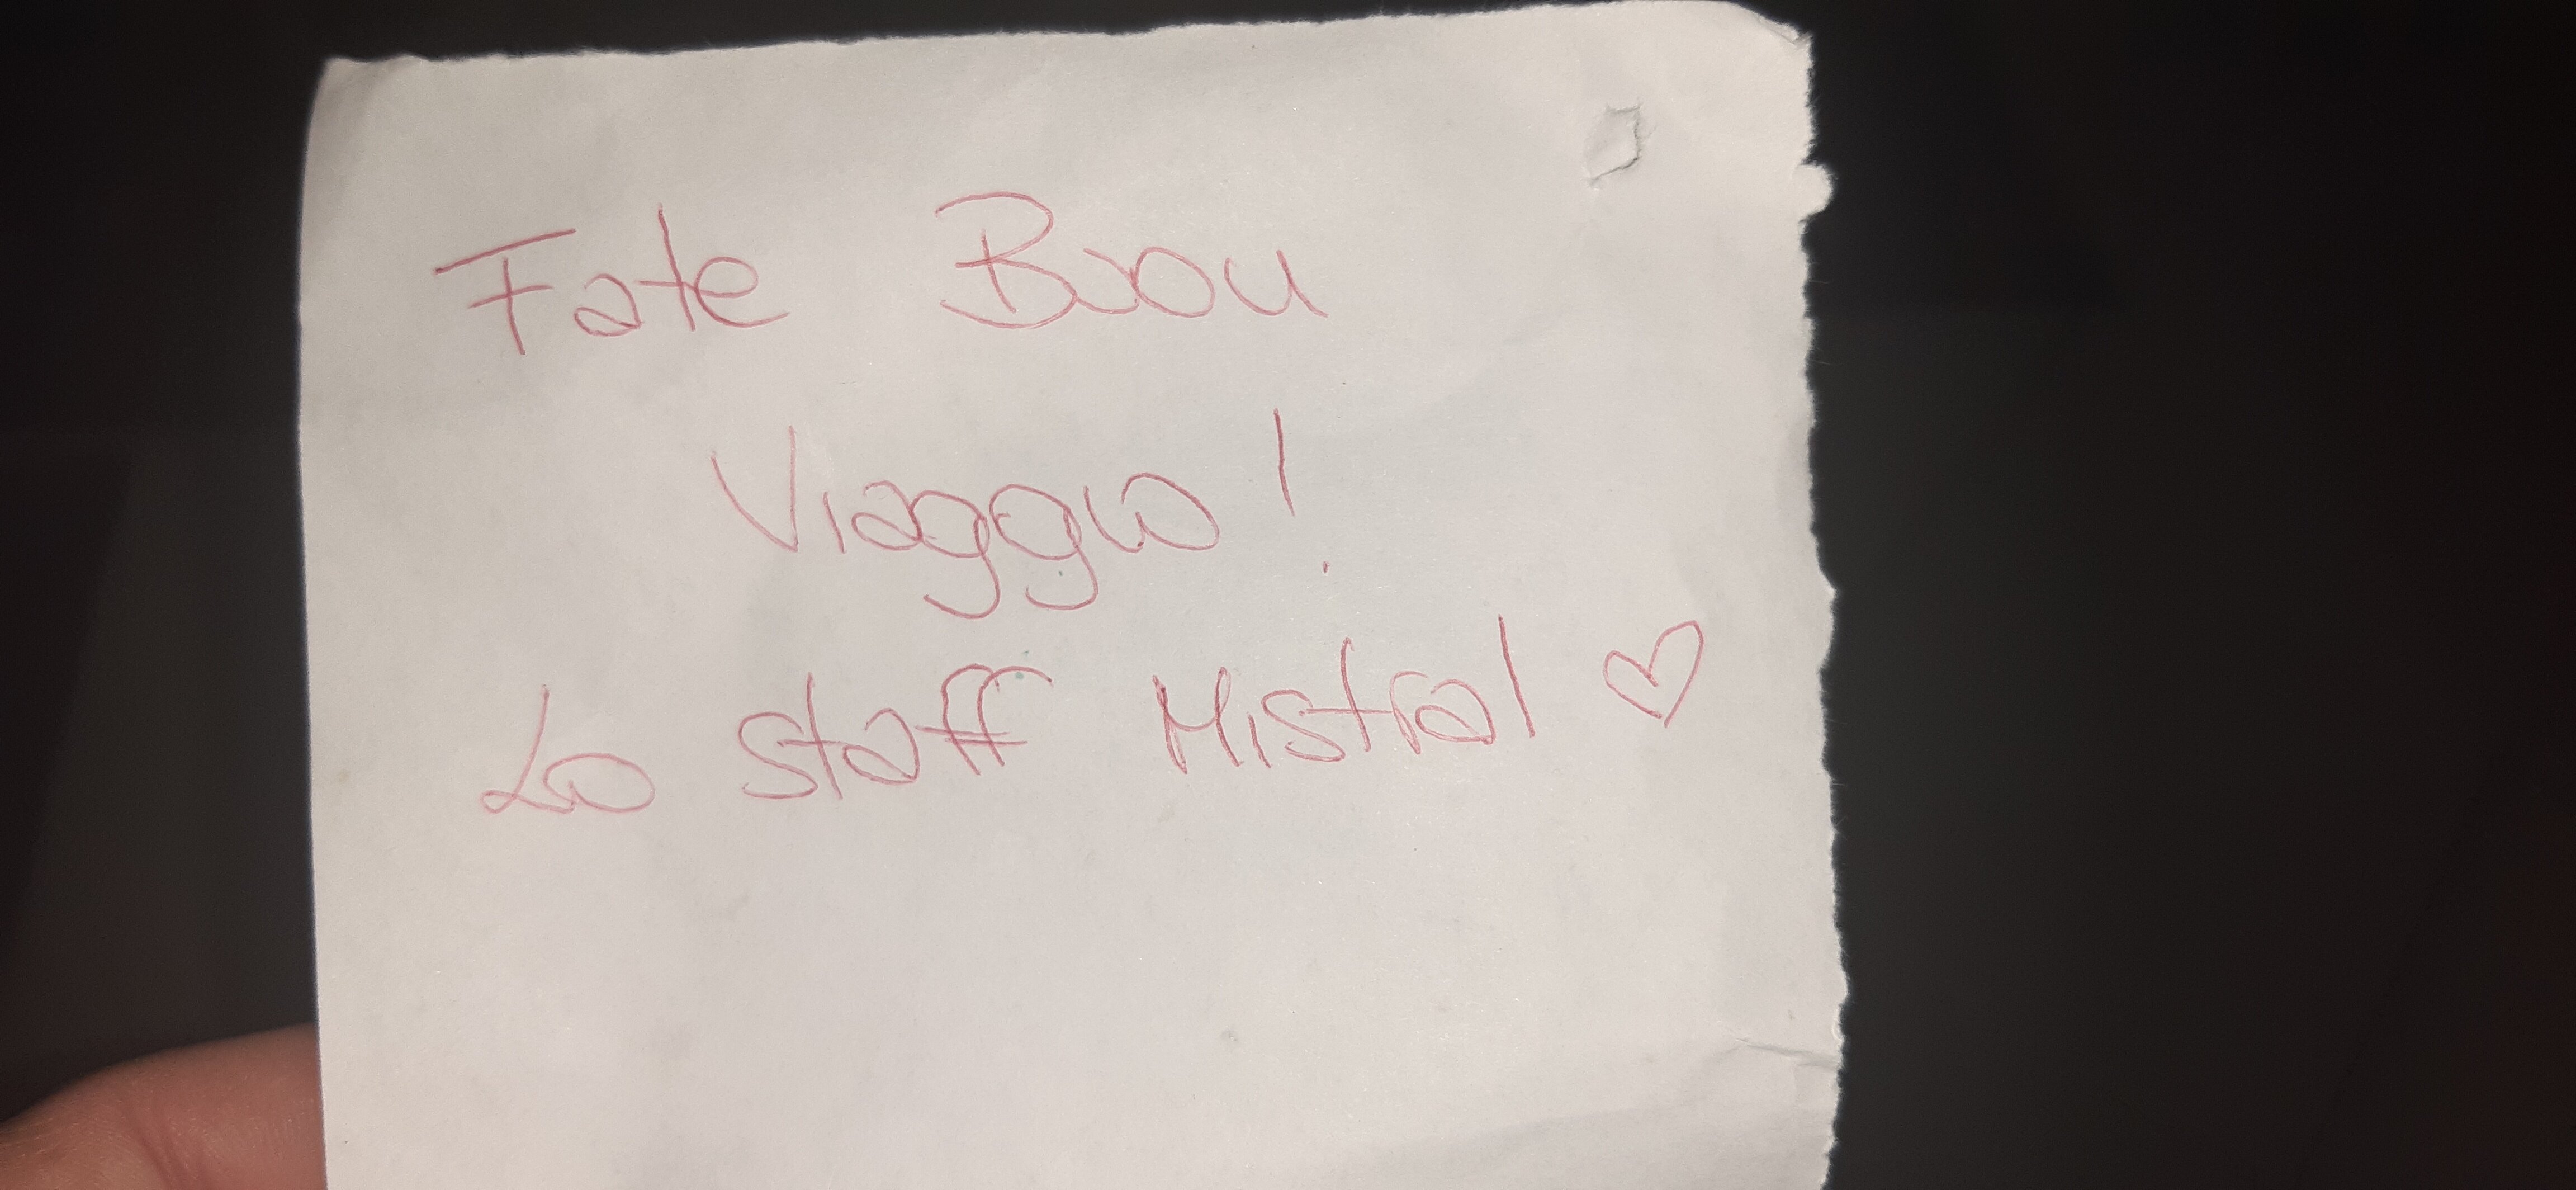 Fate Buon
Viaggio!
Lo staff Mistral ♡